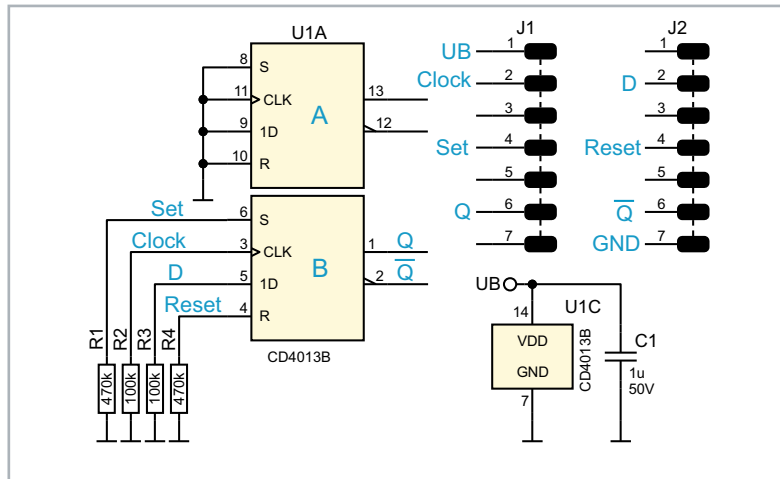 U1A
8 S
11 CLK
9 1D
10 R
A
13
12
Set 6 S
Clock 3 CLK
D 5 1D
Reset 4 R
B
1 Q
2 Q̅
CD4013B
R1
R2
R3
R4
470k
100k
100k
470k
J1
UB 1
Clock 2
3
Set 4
5
Q 6
7
J2
1
D 2
3
Reset 4
5
Q̅ 6
GND 7
UB
U1C
14
VDD
GND
7
CD4013B
C1
1u
50V